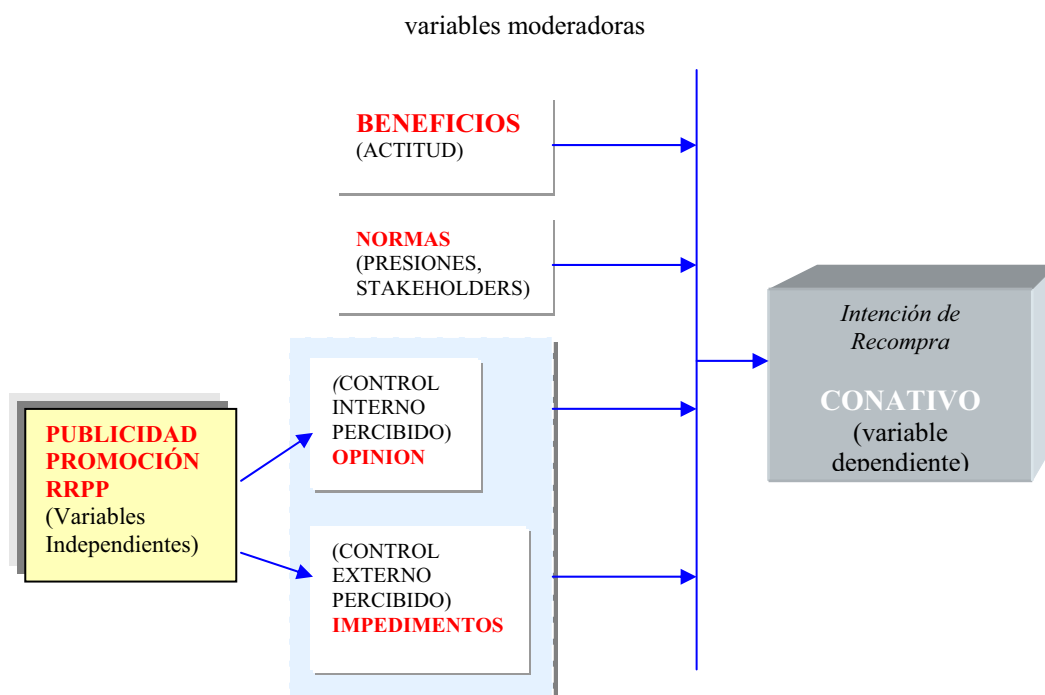 variables moderadoras
BENEFICIOS
(ACTITUD)
NORMAS
(PRESIONES,
STAKEHOLDERS)
(CONTROL
INTERNO
PERCIBIDO)
OPINION
(CONTROL
EXTERNO
PERCIBIDO)
IMPEDIMENTOS
PUBLICIDAD
PROMOCIÓN
RRPP
(Variables
Independientes)
Intención de
Recompra
CONATIVO
(variable
dependiente)